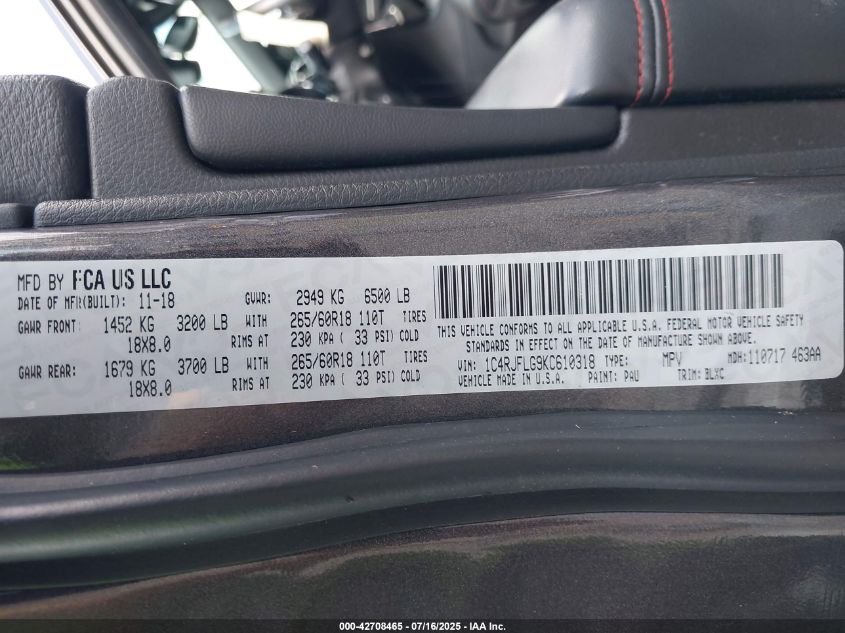 MFD BY FCA US LLC
DATE OF MFR(BUILT): 11-18 GVWR: 2949 KG 6500 LB
GAWR FRONT: 1452 KG 3200 LB WITH 265/60R18 110T TIRES
18X8.0 RIMS AT 230 KPA ( 33 PSI) COLD
GAWR REAR: 1679 KG 3700 LB WITH 265/60R18 110T TIRES
18X8.0 RIMS AT 230 KPA ( 33 PSI) COLD
THIS VEHICLE CONFORMS TO ALL APPLICABLE U.S.A. FEDERAL MOTOR VEHICLE SAFETY
STANDARDS IN EFFECT ON THE DATE OF MANUFACTURE SHOWN ABOVE.
VIN: 1C4RJFLG9KC610318 TYPE: MPV MDH: 110717 463AA
VEHICLE MADE IN U.S.A. PAINT: PAU TRIM: BLXC
000-42708465 - 07/16/2025 - IAA Inc.